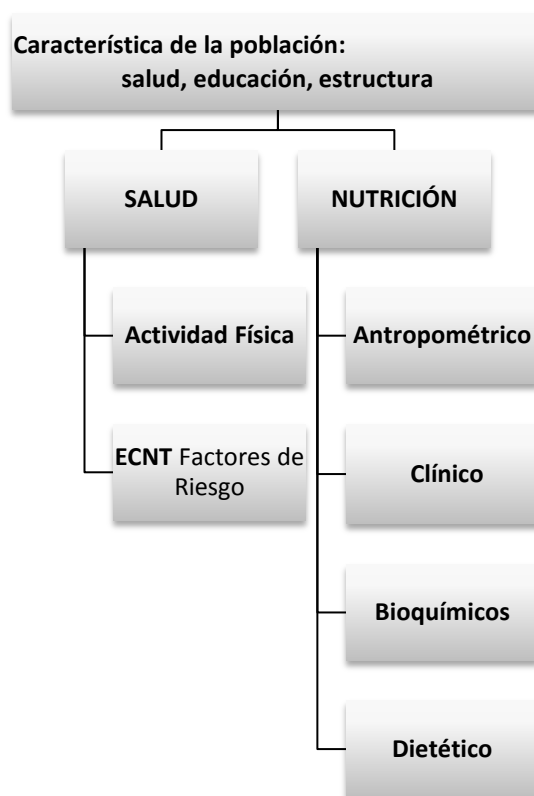 Característica de la población:
salud, educación, estructura
SALUD
NUTRICIÓN
Actividad Física
Antropométrico
ECNT Factores de
Riesgo
Clínico
Bioquímicos
Dietético